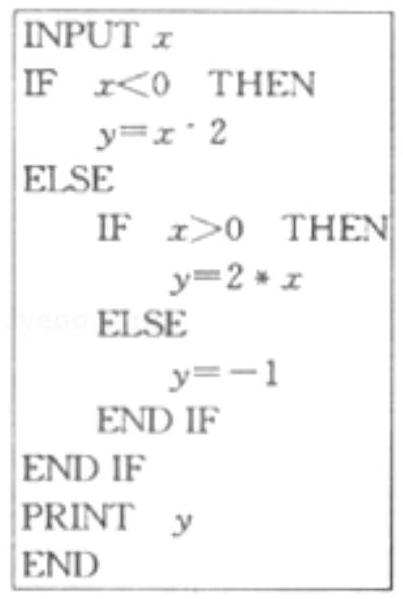 INPUT x
IF x<0 THEN
y=x · 2
ELSE
IF x>0 THEN
y=2 * x
ELSE
y=-1
END IF
END IF
PRINT y
END